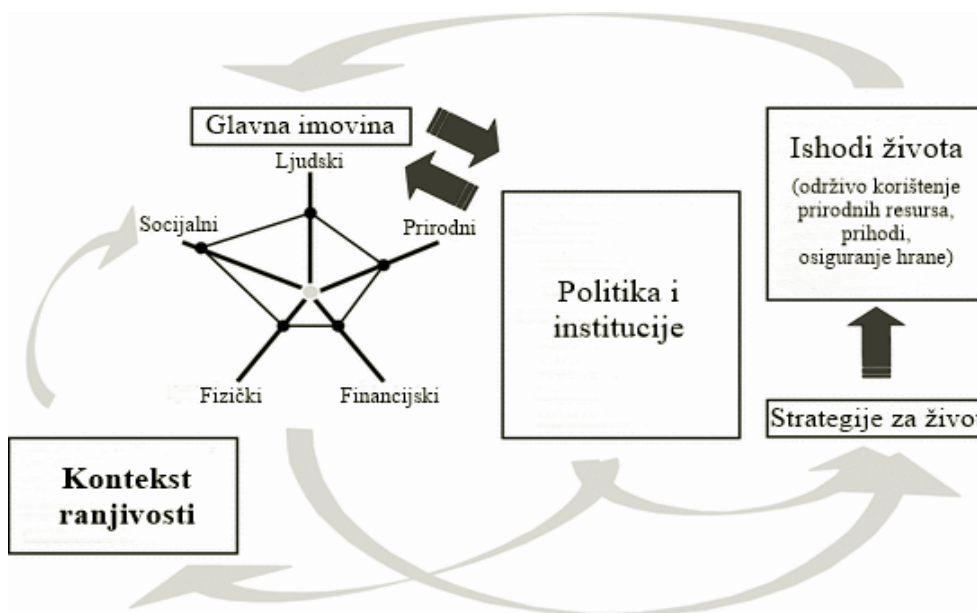 Glavna imovina
Ljudski
Socijalni
Prirodni
Fizički
Financijski
Kontekst
ranjivosti
Politika i
institucije
Ishodi života
(održivo korištenje
prirodnih resursa,
prihodi,
osiguranje hrane)
Strategije za život